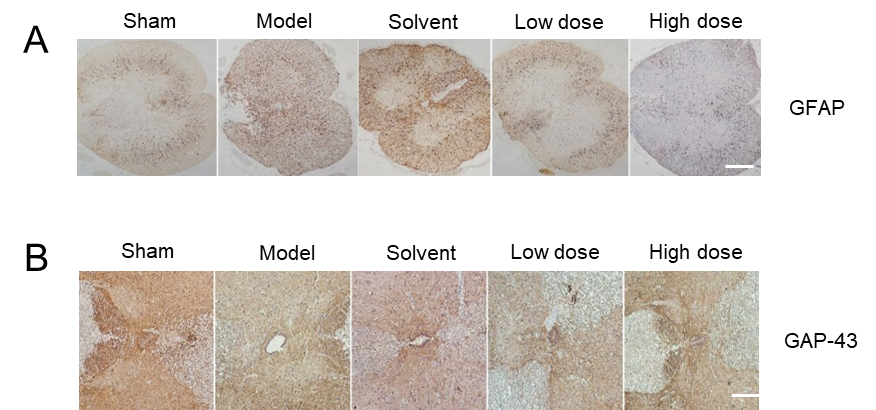 A
Sham Model Solvent Low dose High dose
GFAP
B
Sham Model Solvent Low dose High dose
GAP-43